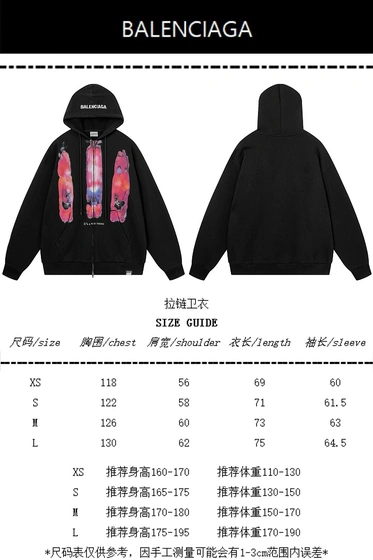 BALENCIAGA
BALENCIAGA
拉链卫衣
SIZE GUIDE
尺码/size 胸围/chest 肩宽/shoulder 衣长/length 袖长/sleeve
XS 118 56 69 60
S 122 58 71 61.5
M 126 60 73 63
L 130 62 75 64.5
XS 推荐身高160-170 推荐体重110-130
S 推荐身高165-175 推荐体重130-150
M 推荐身高170-180 推荐体重150-170
L 推荐身高175-195 推荐体重170-190
*尺码表仅供参考，因手工测量可能会有1-3cm范围内误差*